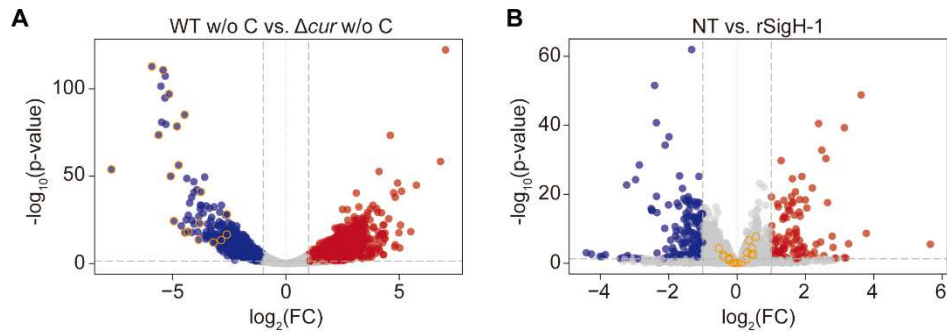 A
WT w/o C vs. Δcur w/o C
-log10(p-value)
100
50
0
−5
0
5
log2(FC)
B
NT vs. rSigH-1
-log10(p-value)
60
40
20
0
−4
−2
0
2
4
6
log2(FC)